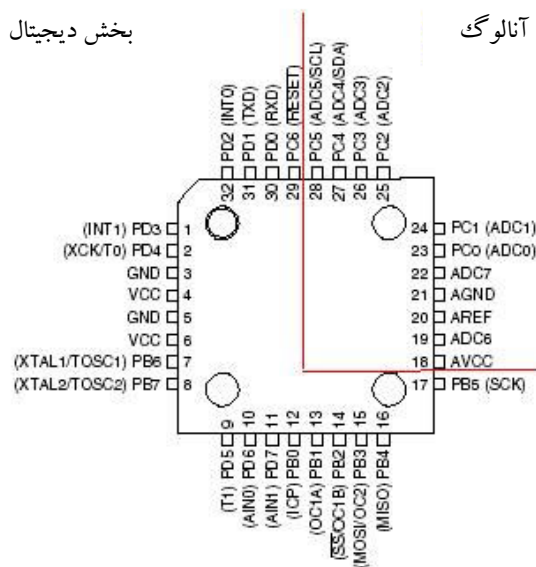 بخش دیجیتال
آنالوگ
PD2 (INT0)
PD1 (TXD)
PD0 (RXD)
PC6 (RESET)
PC5 (ADC5/SCL)
PC4 (ADC4/SDA)
PC3 (ADC3)
PC2 (ADC2)
32 31 30 29 28 27 26 25
(INT1) PD3 1
(XCK/T0) PD4 2
GND 3
VCC 4
GND 5
VCC 6
(XTAL1/TOSC1) PB6 7
(XTAL2/TOSC2) PB7 8
24 PC1 (ADC1)
23 PC0 (ADC0)
22 ADC7
21 AGND
20 AREF
19 ADC6
18 AVCC
17 PB5 (SCK)
9 10 11 12 13 14 15 16
(T1) PD5
(AIN0) PD6
(AIN1) PD7
(ICP) PB0
(OC1A) PB1
(SS/OC1B) PB2
(MOSI/OC2) PB3
(MISO) PB4